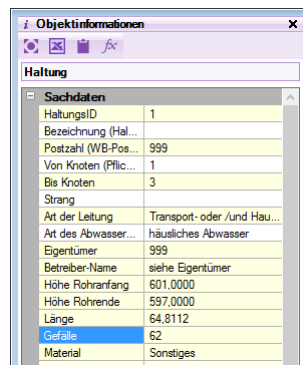 i Objektinformationen x
fx
Haltung
Sachdaten
HaltungsID 1
Bezeichnung (Hal...
Postzahl (WB-Pos... 999
Von Knoten (Pflic... 1
Bis Knoten 3
Strang
Art der Leitung Transport- oder /und Hau...
Art des Abwasser... häusliches Abwasser
Eigentümer 999
Betreiber-Name siehe Eigentümer
Höhe Rohranfang 601,0000
Höhe Rohrende 597,0000
Länge 64,8112
Gefälle 62
Material Sonstiges